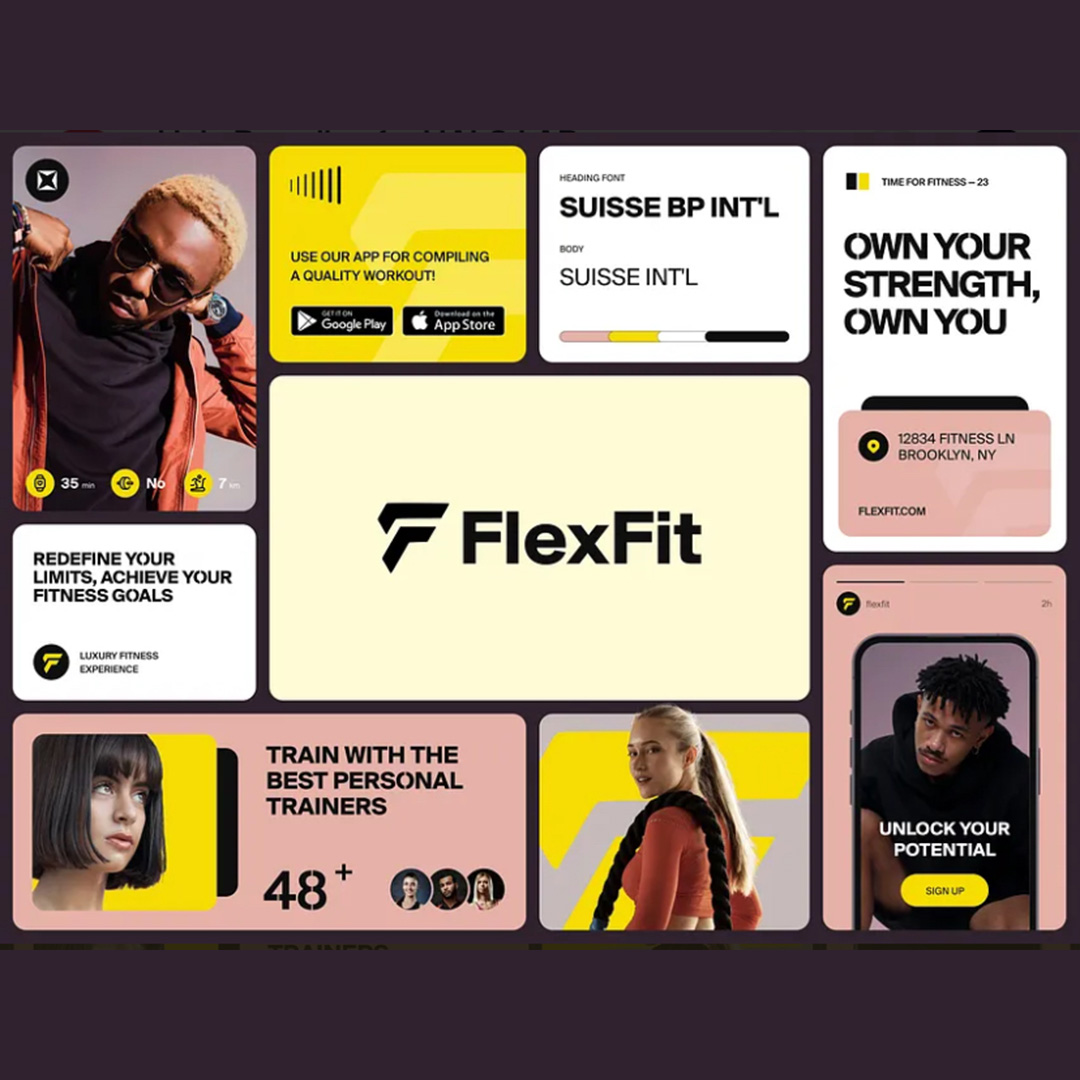 35 min
No
7 km
USE OUR APP FOR COMPILING
A QUALITY WORKOUT!
GET IT ON
Google Play
Download on the
App Store
HEADING FONT
SUISSE BP INT'L
BODY
SUISSE INT'L
TIME FOR FITNESS – 23
OWN YOUR
STRENGTH,
OWN YOU
12834 FITNESS LN
BROOKLYN, NY
FLEXFIT.COM
FlexFit
REDEFINE YOUR
LIMITS, ACHIEVE YOUR
FITNESS GOALS
LUXURY FITNESS
EXPERIENCE
TRAIN WITH THE
BEST PERSONAL
TRAINERS
48+
flexfit
2h
UNLOCK YOUR
POTENTIAL
SIGN UP
TRAINERS